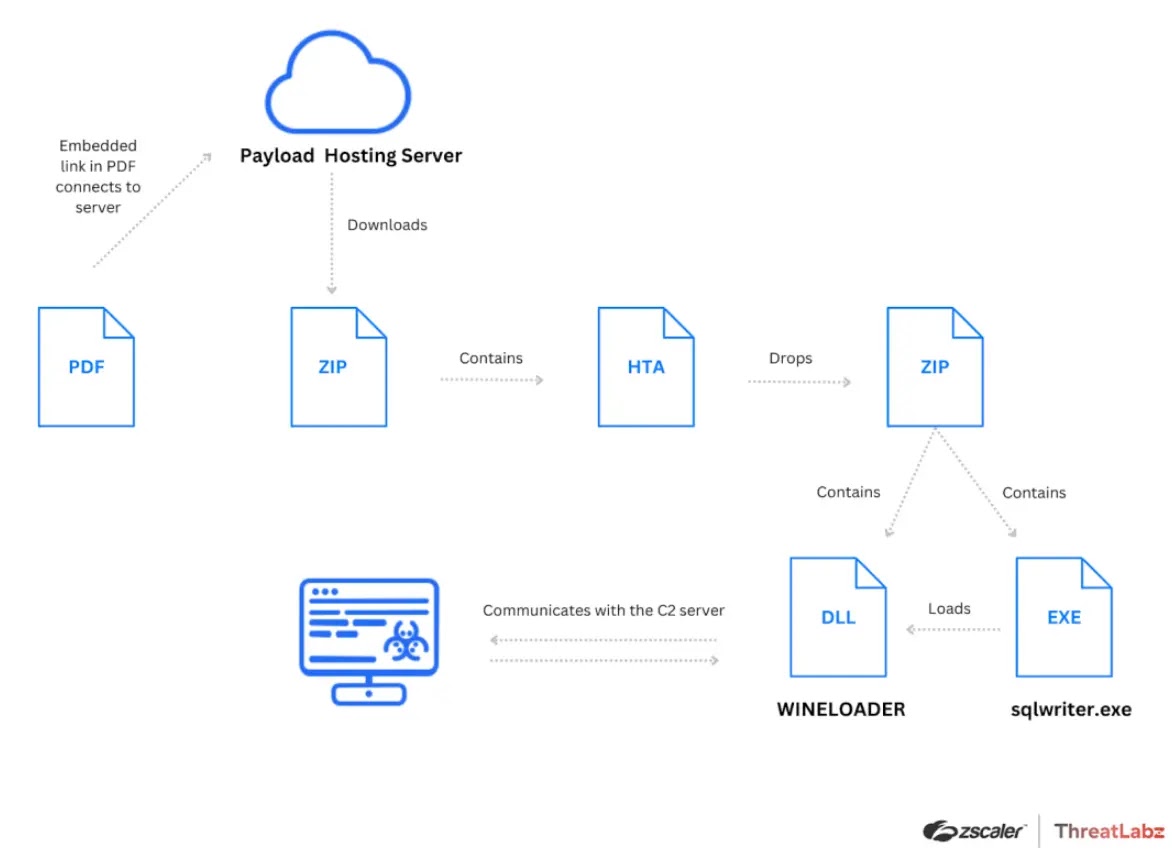 Embedded
link in PDF
connects to
server
Payload Hosting Server
Downloads
PDF
ZIP
Contains
HTA
Drops
ZIP
Contains
Contains
Communicates with the C2 server
DLL
Loads
EXE
WINELOADER
sqlwriter.exe
zscaler™
ThreatLabz